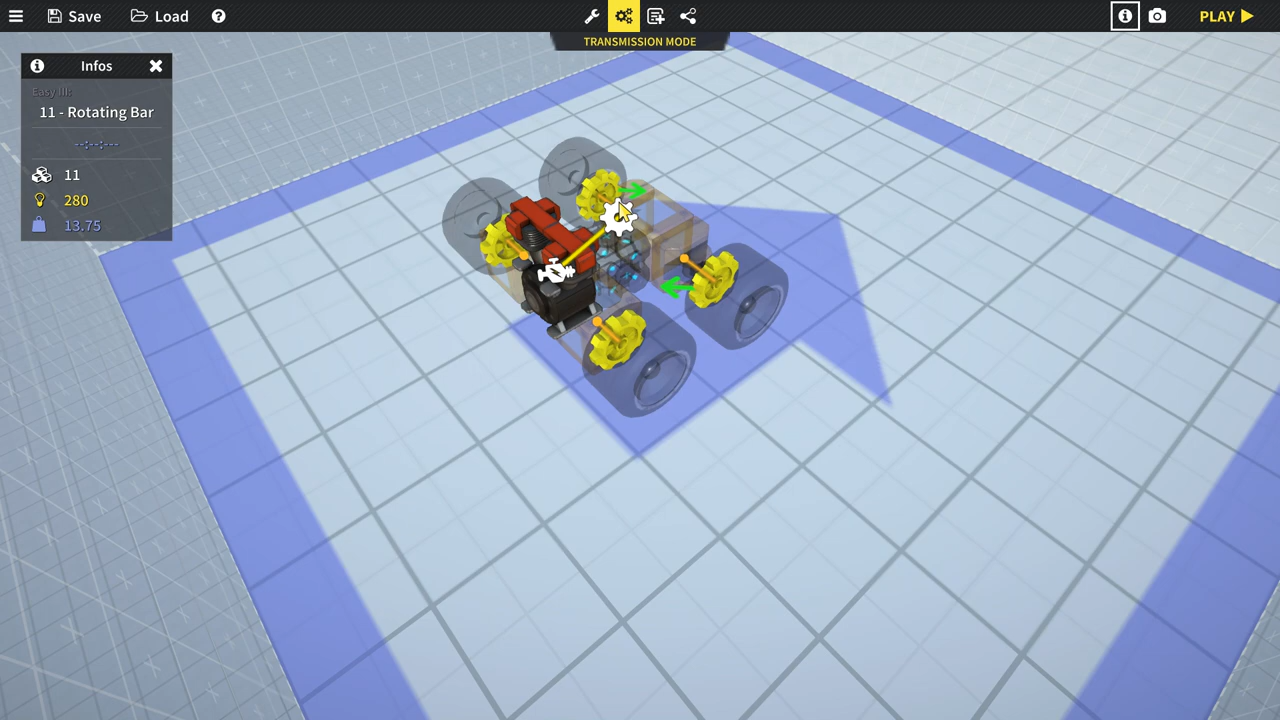 Save
Load
PLAY
TRANSMISSION MODE
Infos
Easy III:
11 - Rotating Bar
--:--:---
11
280
13.75